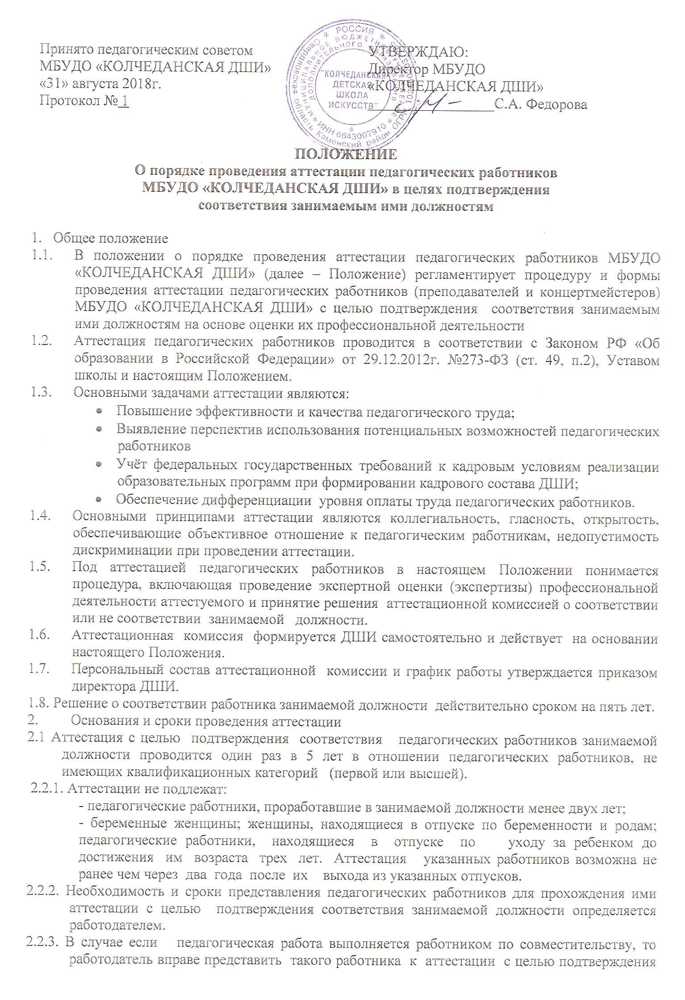 Принято педагогическим советом
МБУДО «КОЛЧЕДАНСКАЯ ДШИ»
«31» августа 2018г.
Протокол № 1
УТВЕРЖДАЮ:
Директор МБУДО
«КОЛЧЕДАНСКАЯ ДШИ»
С.А. Федорова
РОССИЯ
Свердловская область Каменский район ОГРН
МУНИЦИПАЛЬНОЕ БЮДЖЕТНОЕ УЧРЕЖДЕНИЕ
ДОПОЛНИТЕЛЬНОГО ОБРАЗОВАНИЯ
ИНН 6643007910
"КОЛЧЕДАНСКАЯ
ДЕТСКАЯ
ШКОЛА
ИСКУССТВ"
ПОЛОЖЕНИЕ
О порядке проведения аттестации педагогических работников
МБУДО «КОЛЧЕДАНСКАЯ ДШИ» в целях подтверждения
соответствия занимаемым ими должностям
1. Общее положение
1.1. В положении о порядке проведения аттестации педагогических работников МБУДО
«КОЛЧЕДАНСКАЯ ДШИ» (далее – Положение) регламентирует процедуру и формы
проведения аттестации педагогических работников (преподавателей и концертмейстеров)
МБУДО «КОЛЧЕДАНСКАЯ ДШИ» с целью подтверждения соответствия занимаемым
ими должностям на основе оценки их профессиональной деятельности
1.2. Аттестация педагогических работников проводится в соответствии с Законом РФ «Об
образовании в Российской Федерации» от 29.12.2012г. №273-ФЗ (ст. 49, п.2), Уставом
школы и настоящим Положением.
1.3. Основными задачами аттестации являются:
• Повышение эффективности и качества педагогического труда;
• Выявление перспектив использования потенциальных возможностей педагогических
работников
• Учёт федеральных государственных требований к кадровым условиям реализации
образовательных программ при формировании кадрового состава ДШИ;
• Обеспечение дифференциации уровня оплаты труда педагогических работников.
1.4. Основными принципами аттестации являются коллегиальность, гласность, открытость,
обеспечивающие объективное отношение к педагогическим работникам, недопустимость
дискриминации при проведении аттестации.
1.5. Под аттестацией педагогических работников в настоящем Положении понимается
процедура, включающая проведение экспертной оценки (экспертизы) профессиональной
деятельности аттестуемого и принятие решения аттестационной комиссией о соответствии
или не соответствии занимаемой должности.
1.6. Аттестационная комиссия формируется ДШИ самостоятельно и действует на основании
настоящего Положения.
1.7. Персональный состав аттестационной комиссии и график работы утверждается приказом
директора ДШИ.
1.8. Решение о соответствии работника занимаемой должности действительно сроком на пять лет.
2. Основания и сроки проведения аттестации
2.1 Аттестация с целью подтверждения соответствия педагогических работников занимаемой
должности проводится один раз в 5 лет в отношении педагогических работников, не
имеющих квалификационных категорий (первой или высшей).
2.2.1. Аттестации не подлежат:
- педагогические работники, проработавшие в занимаемой должности менее двух лет;
- беременные женщины; женщины, находящиеся в отпуске по беременности и родам;
педагогические работники, находящиеся в отпуске по уходу за ребенком до
достижения им возраста трех лет. Аттестация указанных работников возможна не
ранее чем через два года после их выхода из указанных отпусков.
2.2.2. Необходимость и сроки представления педагогических работников для прохождения ими
аттестации с целью подтверждения соответствия занимаемой должности определяется
работодателем.
2.2.3. В случае если педагогическая работа выполняется работником по совместительству, то
работодатель вправе представить такого работника к аттестации с целью подтверждения